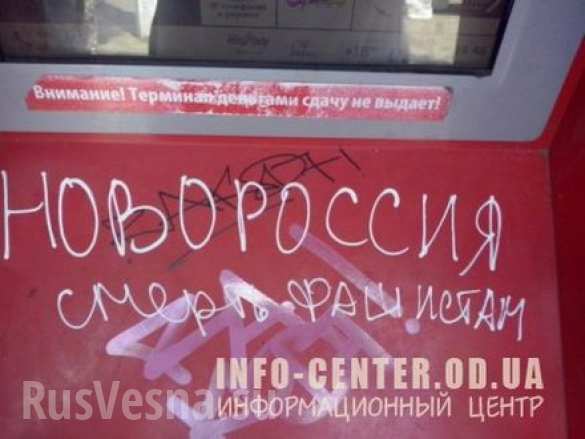 Внимание! Терминал деньгами сдачу не выдает!
НОВОРОССИЯ
смерть фашистам
INFO-CENTER.OD.UA
ИНФОРМАЦИОННЫЙ ЦЕНТР
RusVesna